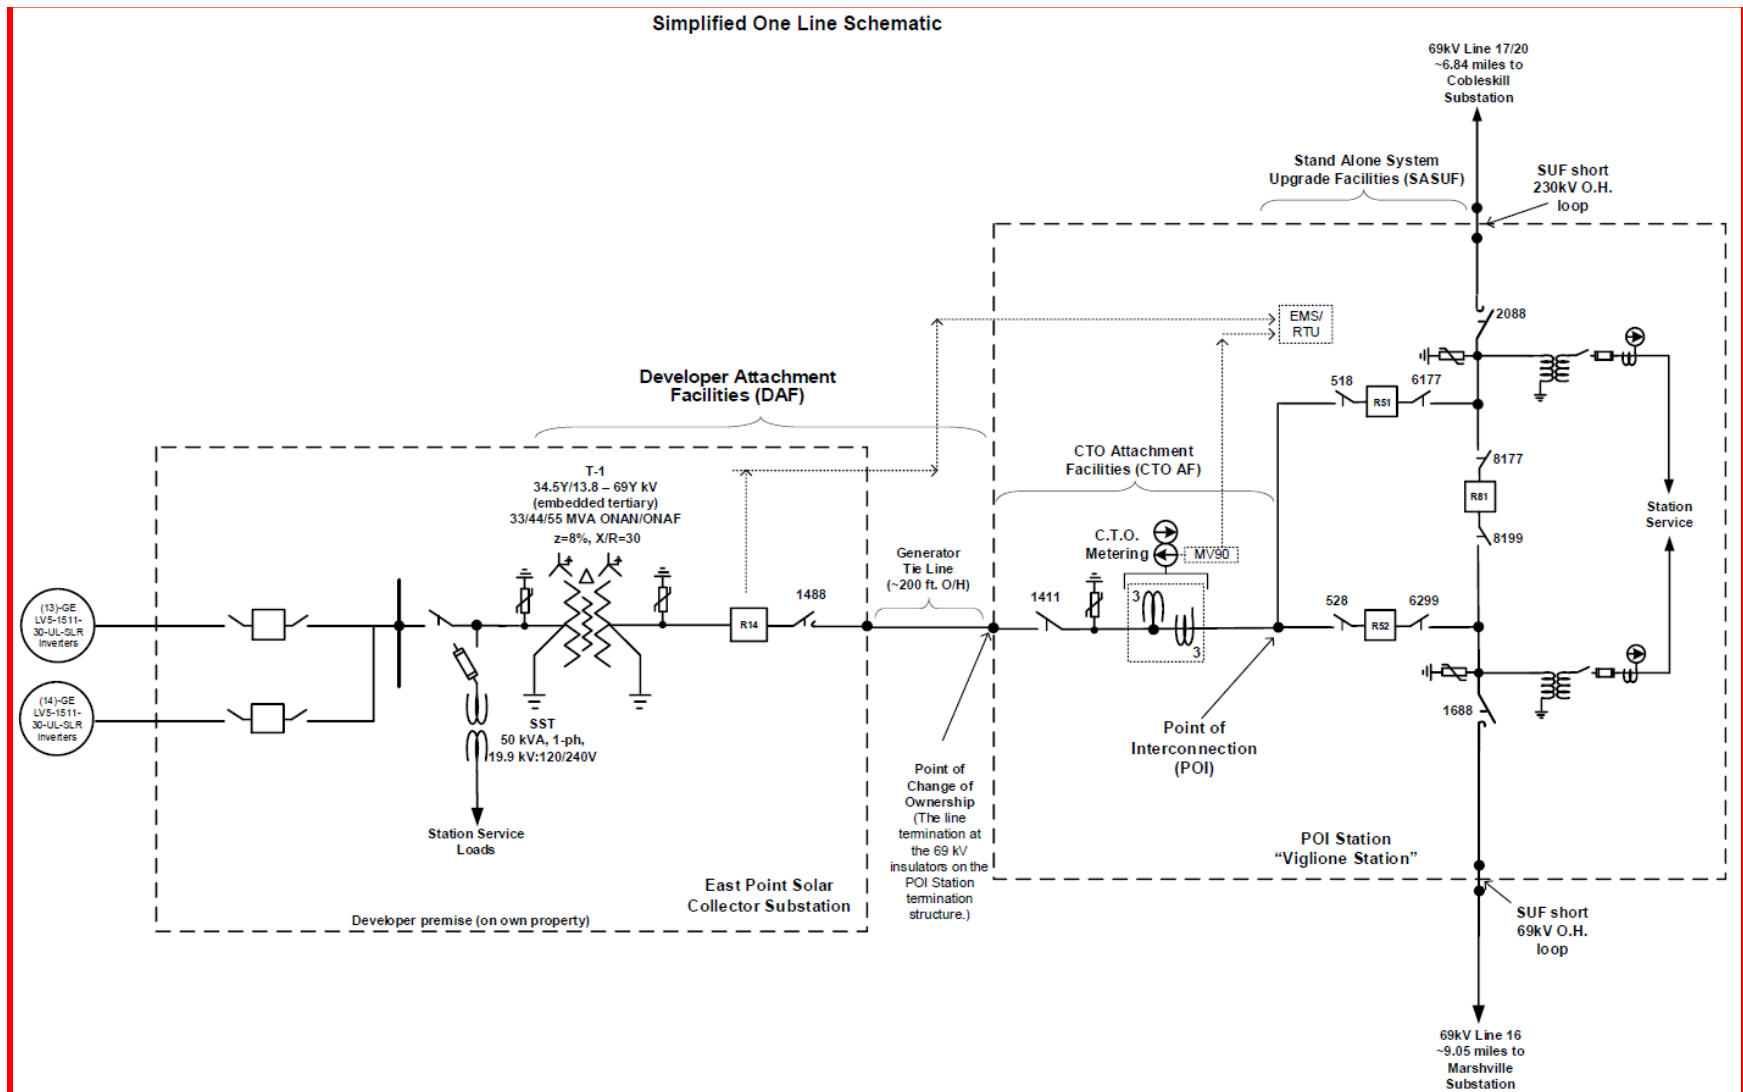 Simplified One Line Schematic
69kV Line 17/20
~6.84 miles to
Cobleskill
Substation
Stand Alone System
Upgrade Facilities (SASUF)
SUF short
230kV O.H.
loop
EMS/
RTU
2088
Developer Attachment
Facilities (DAF)
518
6177
R51
CTO Attachment
Facilities (CTO AF)
8177
R81
8199
Station
Service
T-1
34.5Y/13.8 – 69Y kV
(embedded tertiary)
33/44/55 MVA ONAN/ONAF
z=8%, X/R=30
C.T.O.
Metering
MV90
Generator
Tie Line
(~200 ft. O/H)
(13)-GE
LV5-1511-
30-UL-SLR
Inverters
R14
1488
1411
3
3
528
6299
R52
(14)-GE
LV5-1511-
30-UL-SLR
Inverters
SST
50 kVA, 1-ph,
19.9 kV:120/240V
Station Service
Loads
1688
Point of
Interconnection
(POI)
Point of
Change of
Ownership
(The line
termination at
the 69 kV
insulators on the
POI Station
termination
structure.)
POI Station
“Viglione Station”
East Point Solar
Collector Substation
Developer premise (on own property)
SUF short
69kV O.H.
loop
69kV Line 16
~9.05 miles to
Marshville
Substation